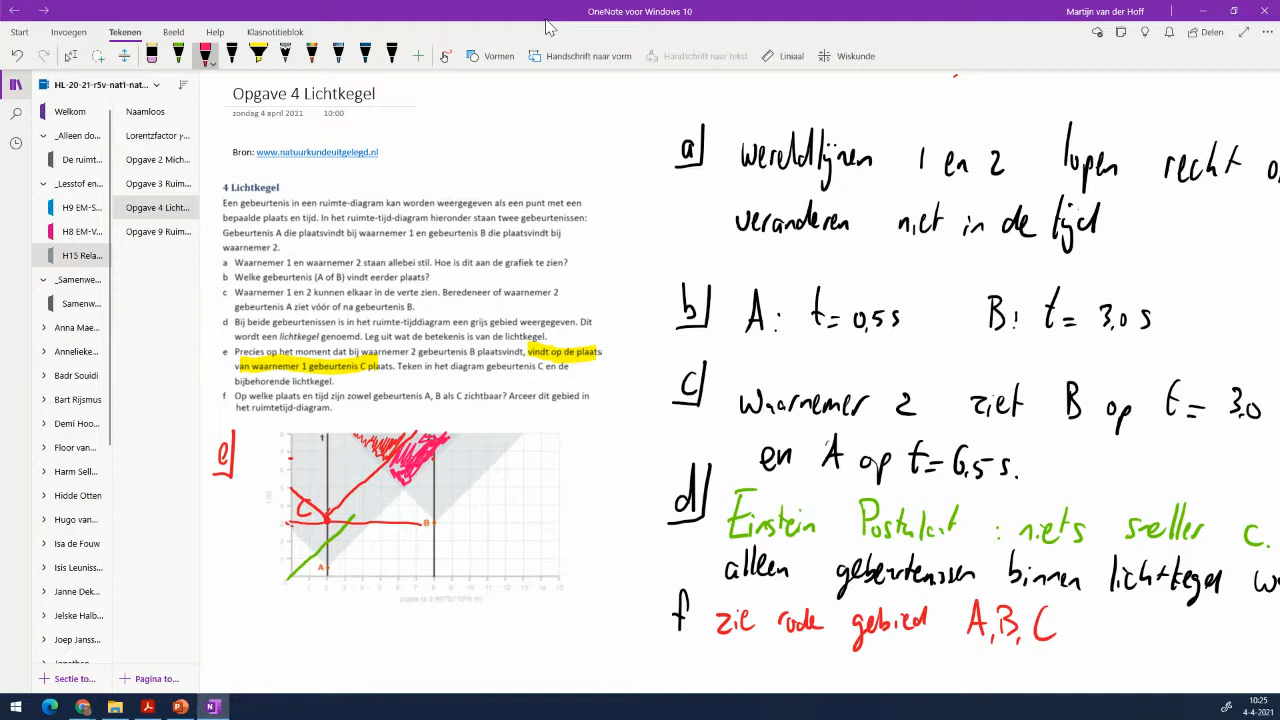 OneNote voor Windows 10
Martijn van der Hoff
Start Invoegen Tekenen Beeld Help Klasnotitieblok
Delen
Vormen Handschrift naar vorm Handschrift naar tekst Liniaal Wiskunde
HL-20-21-r5v-nat1-nat...
Welkom
_Alleen do...
De ruimt...
_Lesstof en...
H9 EM-S...
H8 EM-V...
H15 Rela...
_Samenwe...
_Samenw...
Anna Mae...
Annelieke...
Badr Souidi
Bart Rijsmus
Demi Hoo...
Floor van...
Harm Sell...
Hidde Otten
Hugo van...
Ide Fouw
Ise Leuniss...
Janne Dek...
Jelske Halb...
Joep Jansi...
Jonathan
Sectie to...
Naamloos
Lorentzfactor γ...
Opgave 2 Mich...
Opgave 3 Ruim...
Opgave 4 Licht...
Opgave 9 Ruim...
Pagina to...
Opgave 4 Lichtkegel
zondag 4 april 2021 10:00
Bron: www.natuurkundeuitgelegd.nl
4 Lichtkegel
Een gebeurtenis in een ruimte-diagram kan worden weergegeven als een punt met een
bepaalde plaats en tijd. In het ruimte-tijd-diagram hieronder staan twee gebeurtenissen:
Gebeurtenis A die plaatsvindt bij waarnemer 1 en gebeurtenis B die plaatsvindt bij
waarnemer 2.
a Waarnemer 1 en waarnemer 2 staan allebei stil. Hoe is dit aan de grafiek te zien?
b Welke gebeurtenis (A of B) vindt eerder plaats?
c Waarnemer 1 en 2 kunnen elkaar in de verte zien. Beredeneer of waarnemer 2
gebeurtenis A ziet vóór of na gebeurtenis B.
d Bij beide gebeurtenissen is in het ruimte-tijddiagram een grijs gebied weergegeven. Dit
wordt een lichtkegel genoemd. Leg uit wat de betekenis is van de lichtkegel.
e Precies op het moment dat bij waarnemer 2 gebeurtenis B plaatsvindt, vindt op de plaats
van waarnemer 1 gebeurtenis C plaats. Teken in het diagram gebeurtenis C en de
bijbehorende lichtkegel.
f Op welke plaats en tijd zijn zowel gebeurtenis A, B als C zichtbaar? Arceer dit gebied in
het ruimtetijd-diagram.
e
1
C
B
A
a) wereldlijnen 1 en 2 lopen recht
veranderen niet in de tijd
b) A: t= 0,5 s B: t= 3,0 s
c) waarnemer 2 ziet B op t= 3,0
en A op t= 6,5 s.
d) Einstein Postulaat : niets sneller c.
alleen gebeurtenissen binnen lichtkegel
f zie rode gebied A, B, C
10:25
4-4-2021